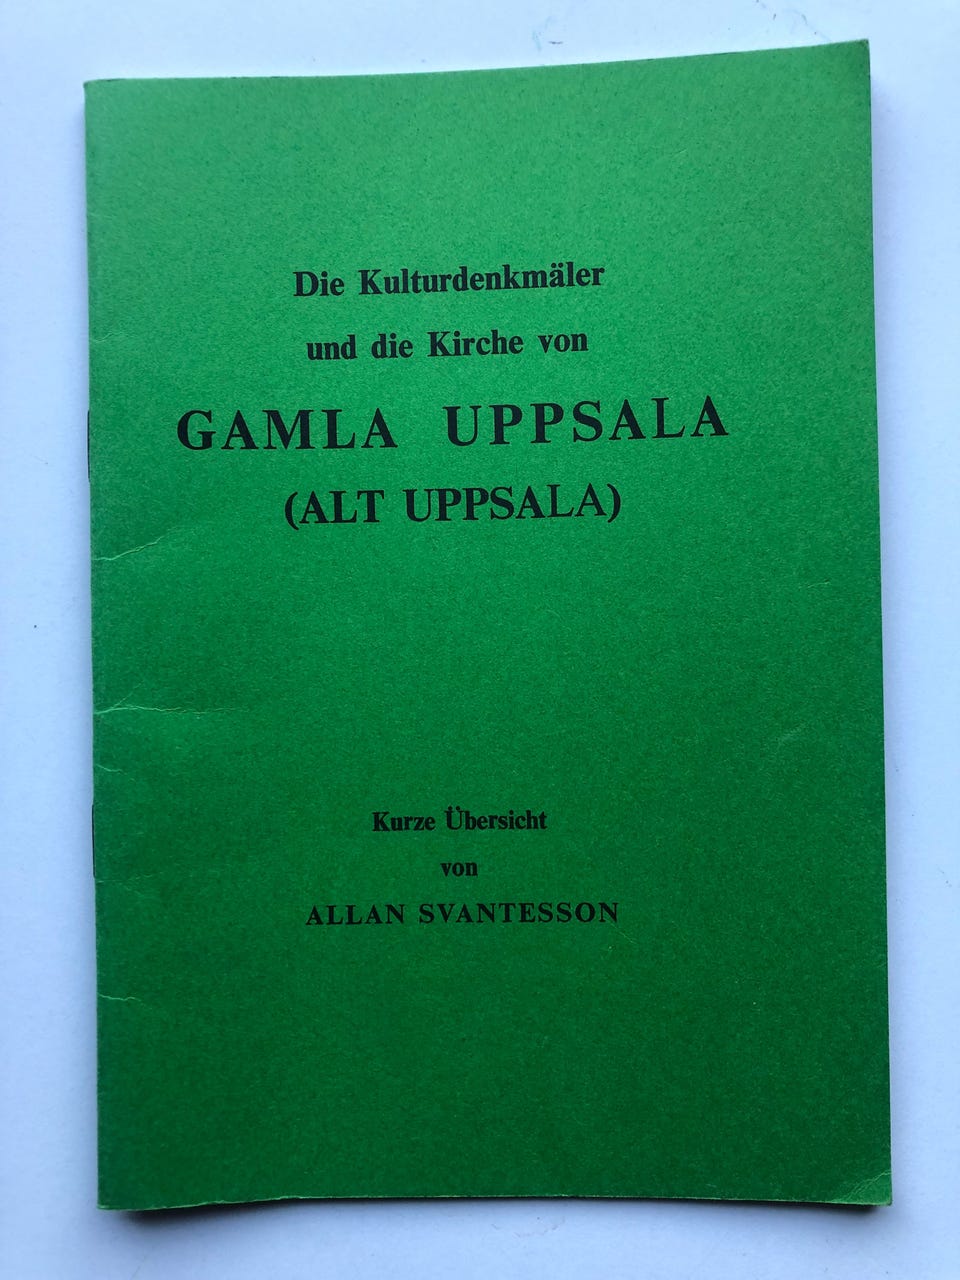 Die Kulturdenkmäler
und die Kirche von
GAMLA UPPSALA
(ALT UPPSALA)
Kurze Übersicht
von
ALLAN SVANTESSON